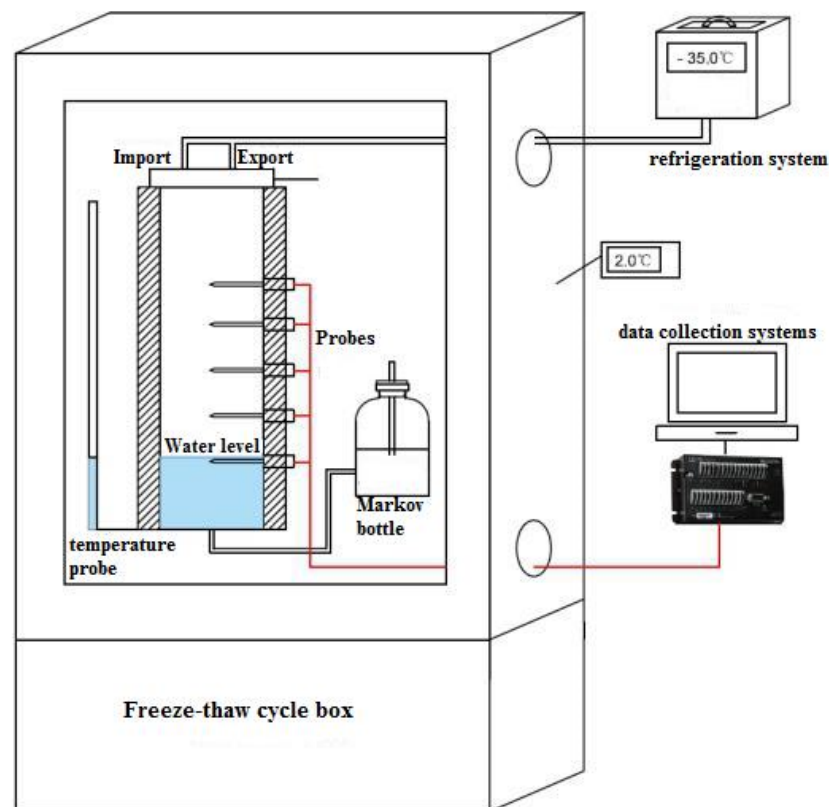 - 35.0℃
Import
Export
refrigeration system
2.0℃
Probes
data collection systems
Water level
Markov
bottle
temperature
probe
Freeze-thaw cycle box